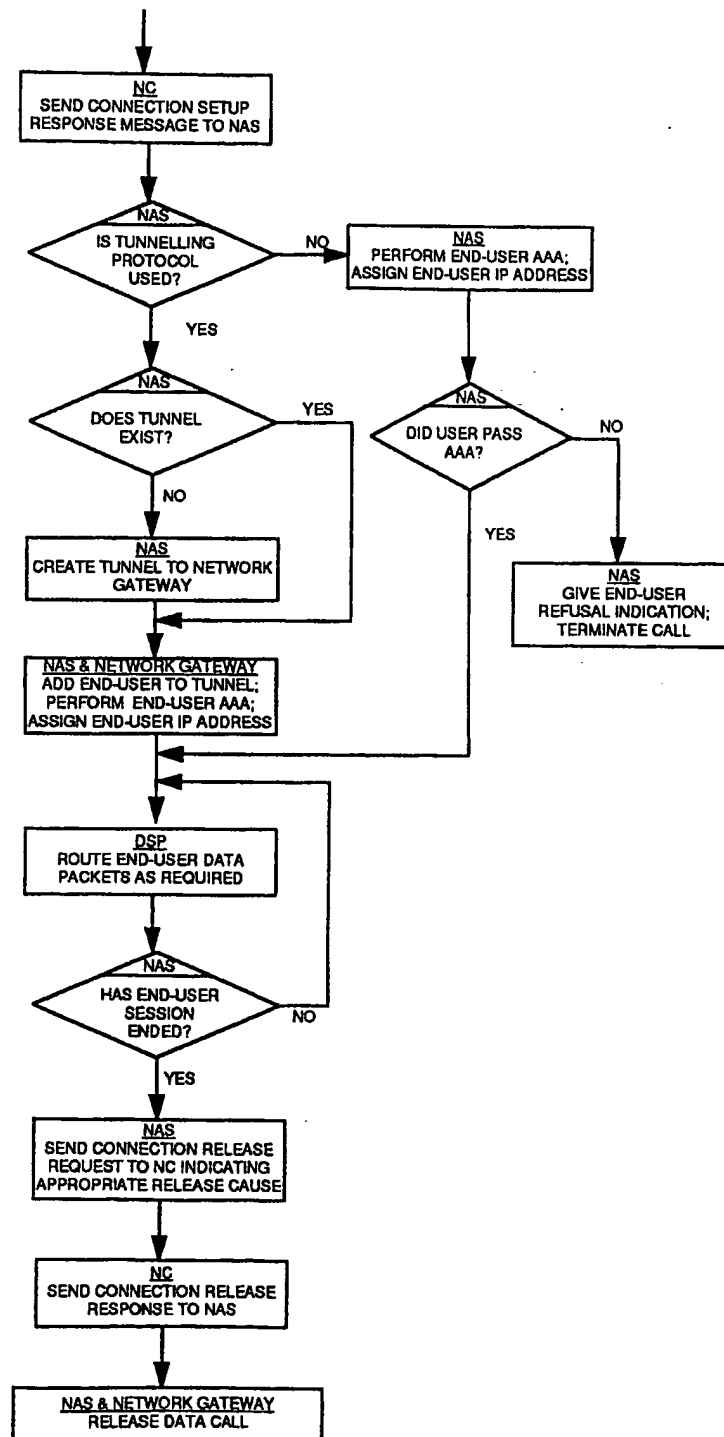 NC
SEND CONNECTION SETUP
RESPONSE MESSAGE TO NAS
NAS
IS TUNNELLING
PROTOCOL
USED?
NO
NAS
PERFORM END-USER AAA;
ASSIGN END-USER IP ADDRESS
YES
NAS
DOES TUNNEL
EXIST?
YES
NAS
DID USER PASS
AAA?
NO
NO
YES
NAS
CREATE TUNNEL TO NETWORK
GATEWAY
NAS
GIVE END-USER
REFUSAL INDICATION;
TERMINATE CALL
NAS & NETWORK GATEWAY
ADD END-USER TO TUNNEL;
PERFORM END-USER AAA;
ASSIGN END-USER IP ADDRESS
DSP
ROUTE END-USER DATA
PACKETS AS REQUIRED
NAS
HAS END-USER
SESSION
ENDED?
NO
YES
NAS
SEND CONNECTION RELEASE
REQUEST TO NC INDICATING
APPROPRIATE RELEASE CAUSE
NC
SEND CONNECTION RELEASE
RESPONSE TO NAS
NAS & NETWORK GATEWAY
RELEASE DATA CALL